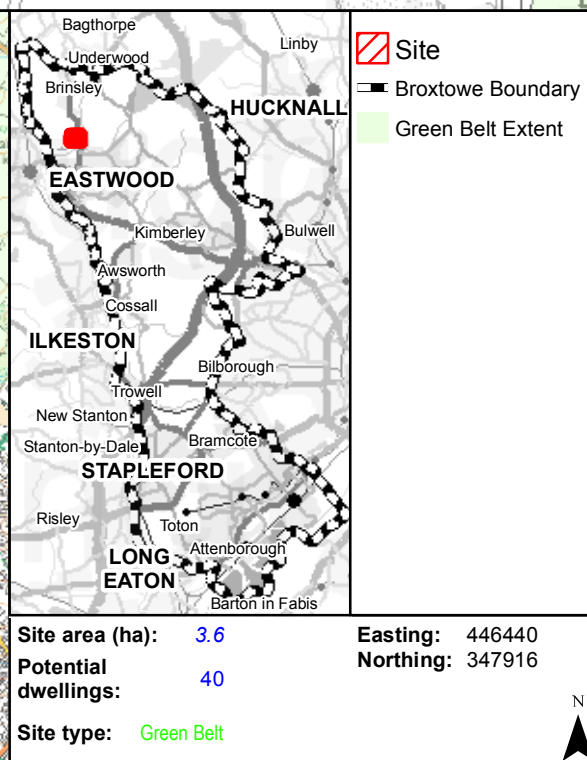 Bagthorpe
Linby
Underwood
Brinsley
HUCKNALL
EASTWOOD
Kimberley
Bulwell
Awsworth
Cossall
ILKESTON
Bilborough
Trowell
New Stanton
Bramcote
Stanton-by-Dale
STAPLEFORD
Risley
Toton
Attenborough
LONG
EATON
Barton in Fabis
Site
Broxtowe Boundary
Green Belt Extent
Site area (ha): 3.6
Potential
dwellings: 40
Site type: Green Belt
Easting: 446440
Northing: 347916
N